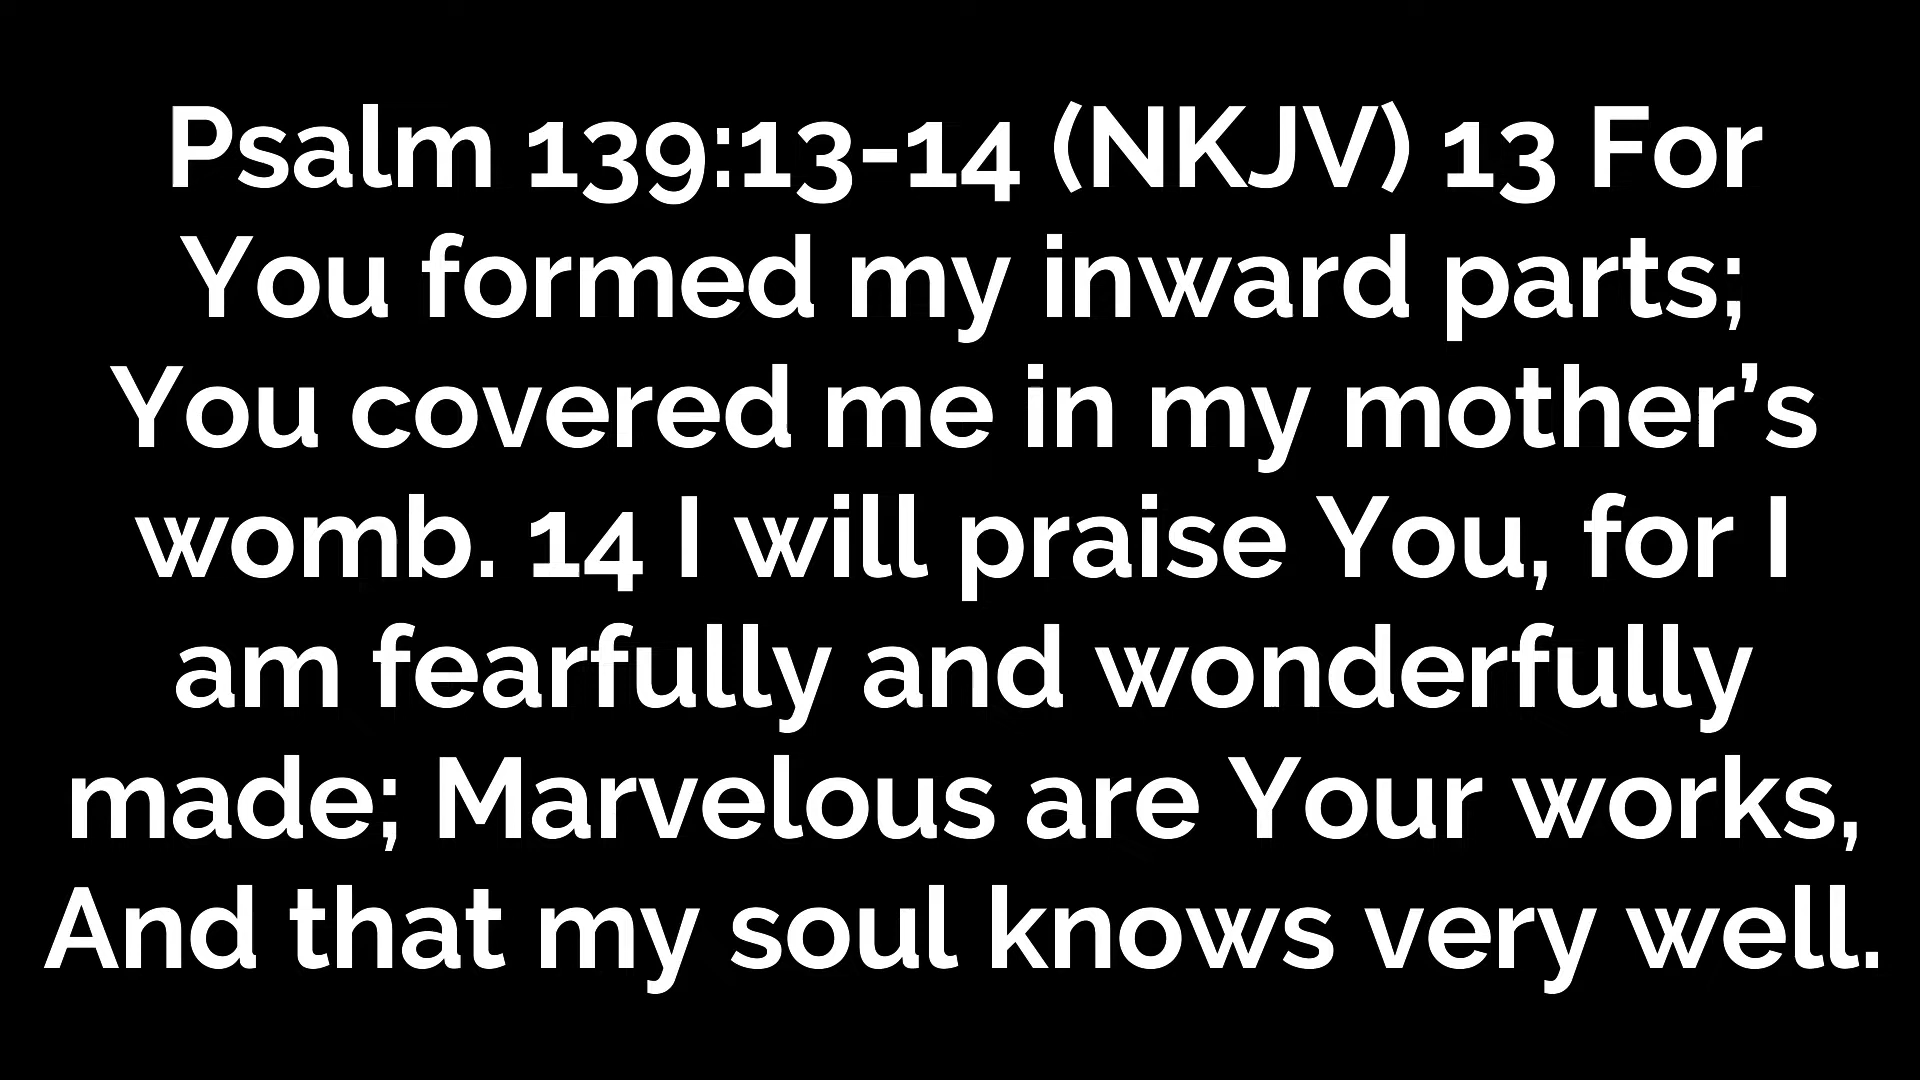 Psalm 139:13-14 (NKJV) 13 For
You formed my inward parts;
You covered me in my mother’s
womb. 14 I will praise You, for I
am fearfully and wonderfully
made; Marvelous are Your works,
And that my soul knows very well.